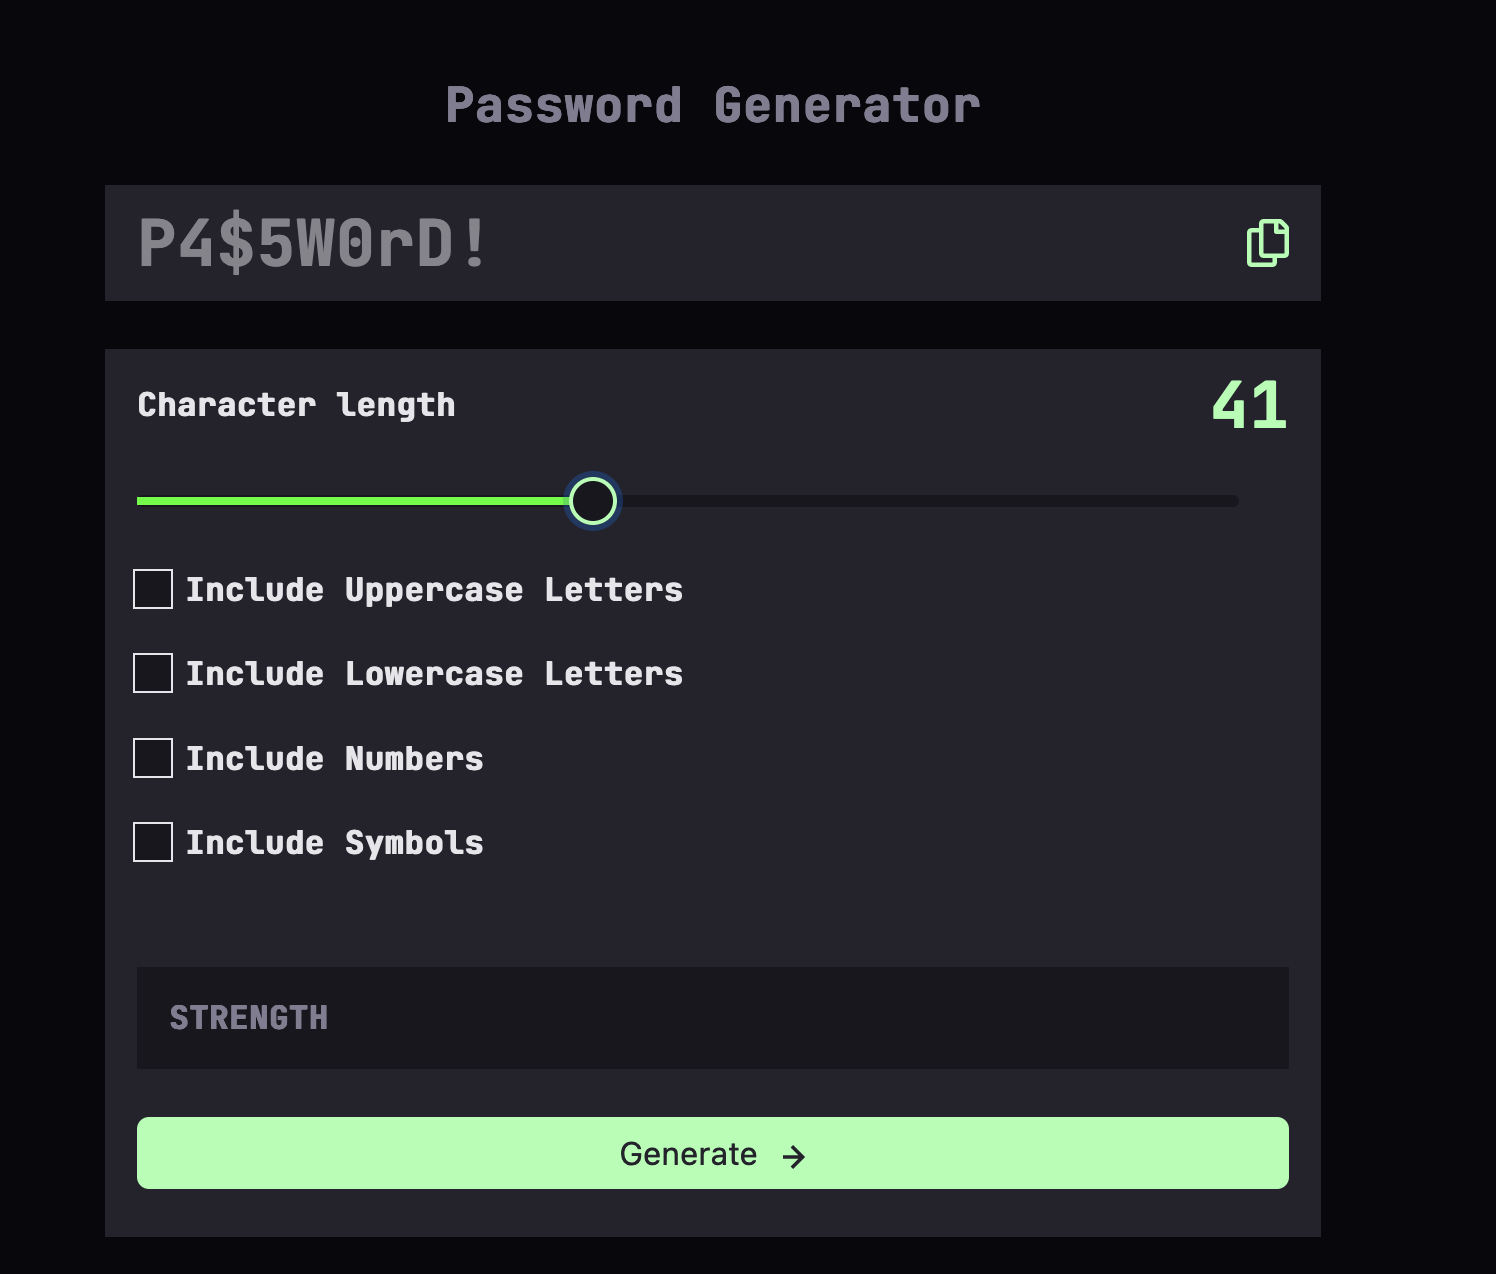 Password Generator
P4$5W0rD!
Character length
41
Include Uppercase Letters
Include Lowercase Letters
Include Numbers
Include Symbols
STRENGTH
Generate →